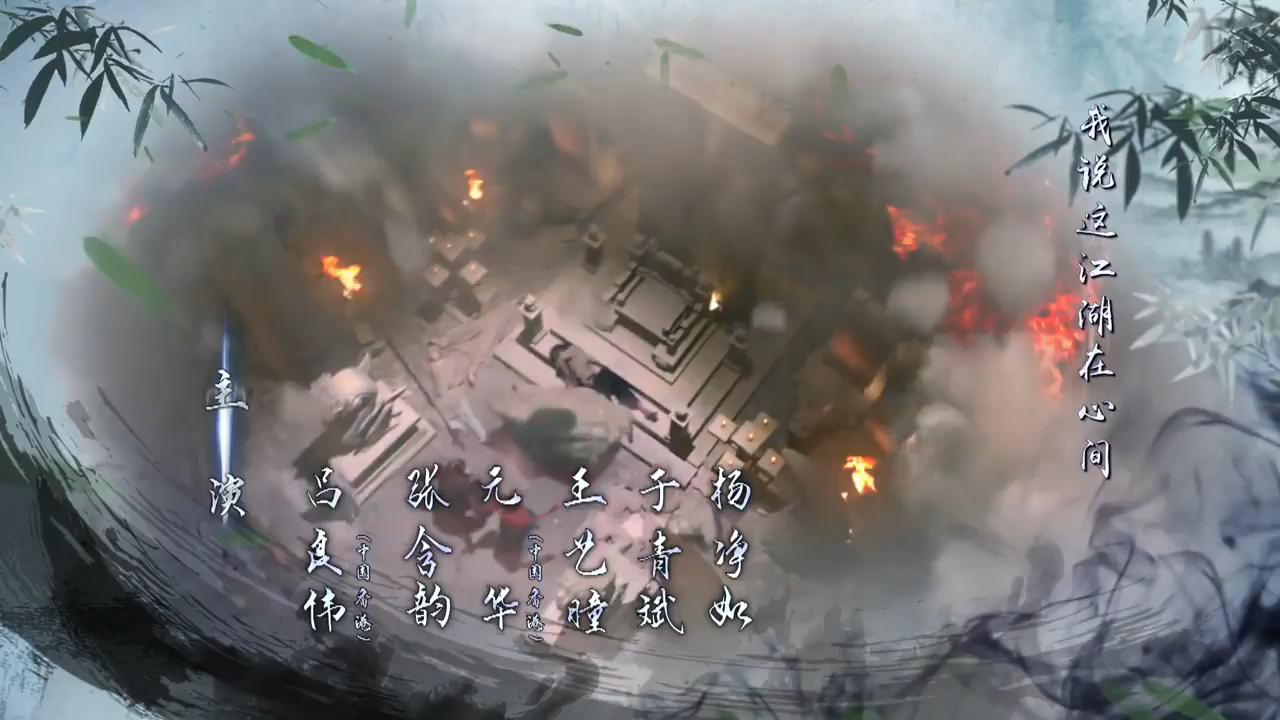 我说这江湖在心间
主演
吕良伟
(中国香港)
张含韵
元华
(中国香港)
王艺瞳
于青斌
杨净如